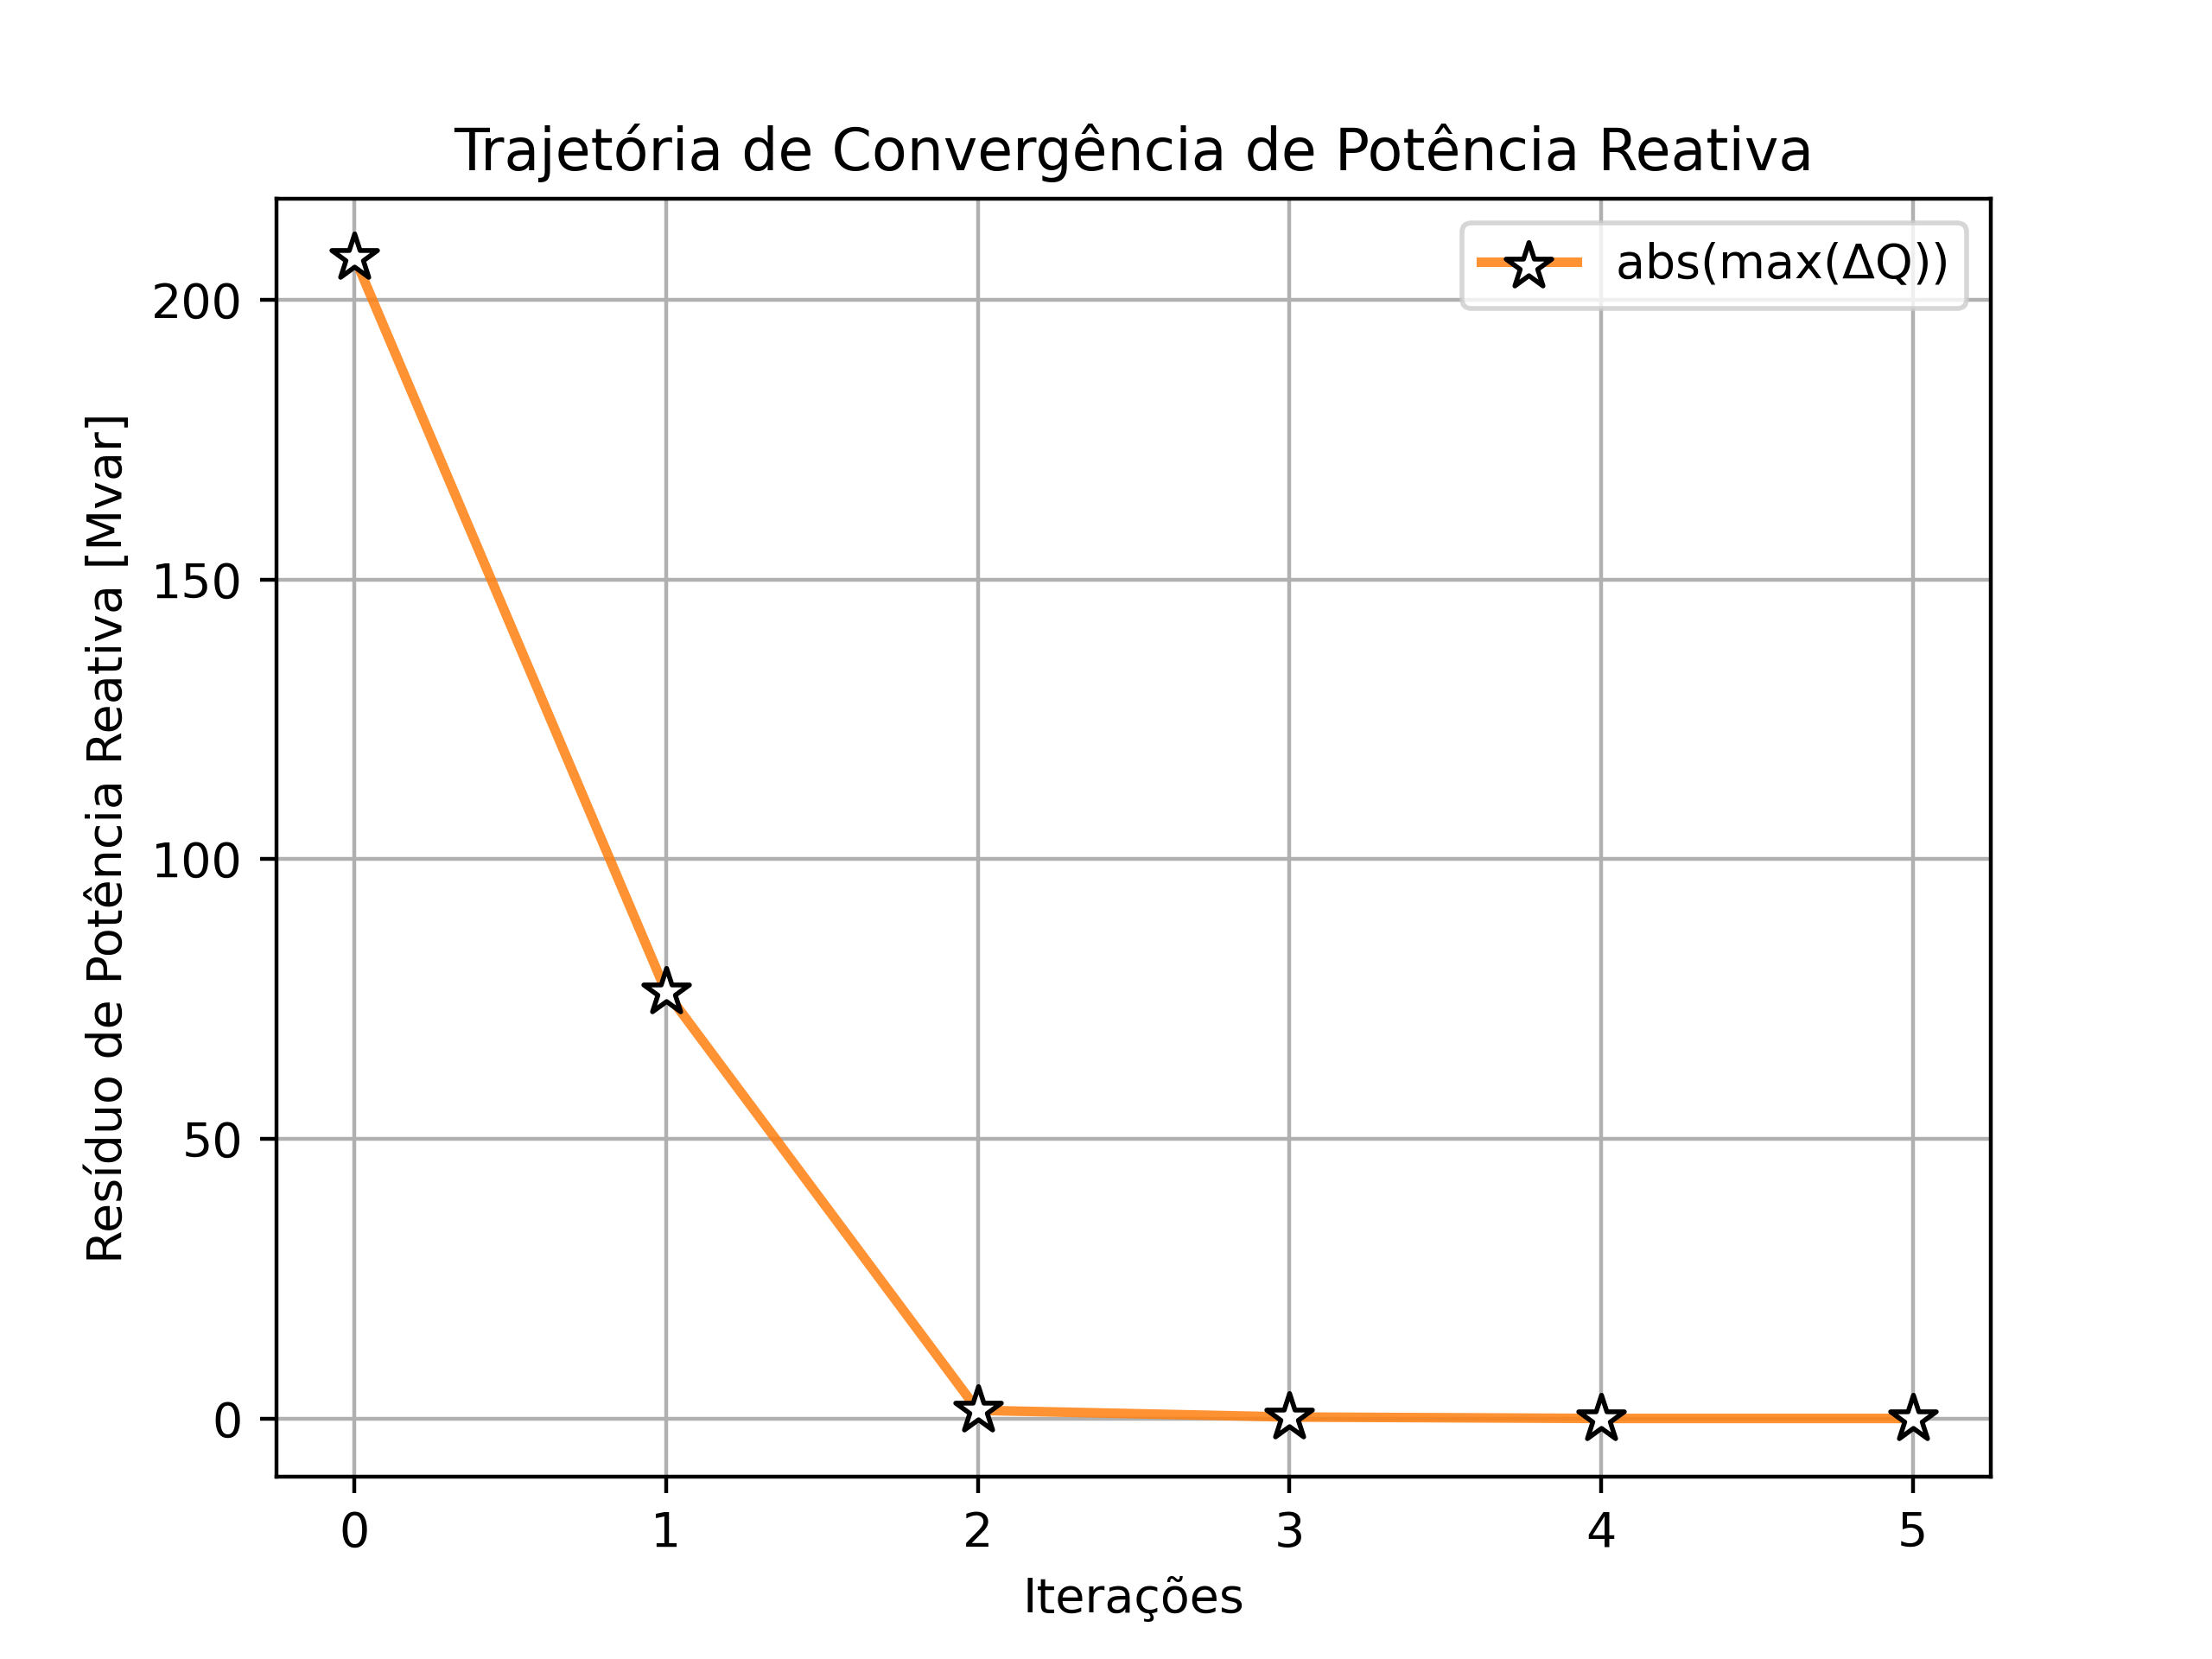 Trajetória de Convergência de Potência Reativa
abs(max(ΔQ))
Resíduo de Potência Reativa [Mvar]
200
150
100
50
0
0 1 2 3 4 5
Iterações